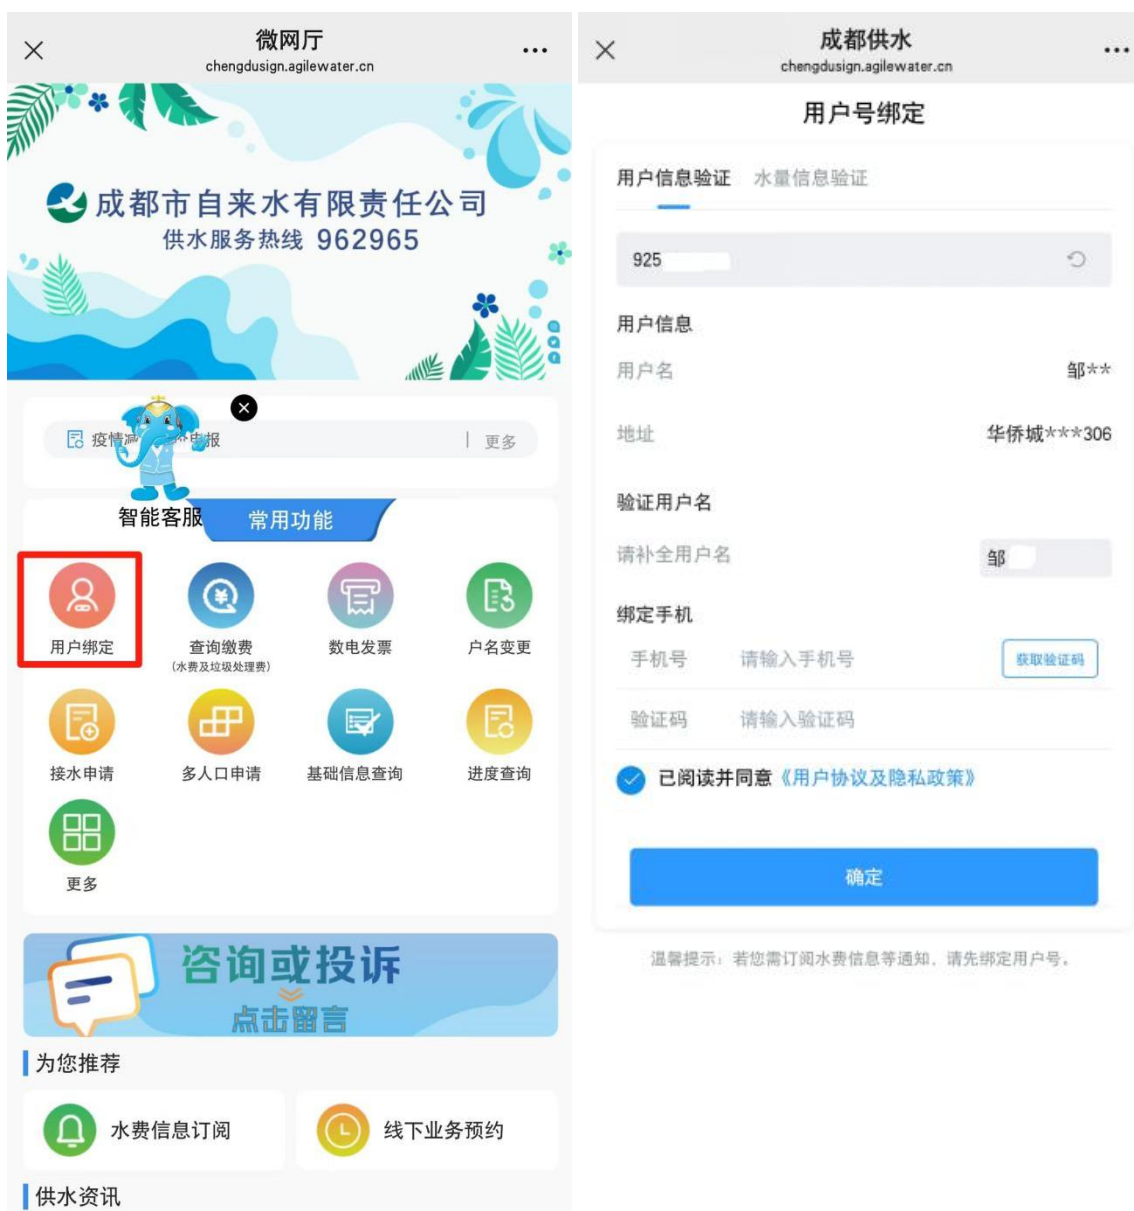 微网厅
chengdusign.agilewater.cn
成都市自来水有限责任公司
供水服务热线 962965
疫情减
申报
更多
智能客服
常用功能
用户绑定
查询缴费
(水费及垃圾处理费)
数电发票
户名变更
接水申请
多人口申请
基础信息查询
进度查询
更多
咨询或投诉
点击留言
为您推荐
水费信息订阅
线下业务预约
供水资讯
成都供水
chengdusign.agilewater.cn
用户号绑定
用户信息验证 水量信息验证
925
用户信息
用户名 邹**
地址 华侨城***306
验证用户名
请补全用户名 邹
绑定手机
手机号 请输入手机号 获取验证码
验证码 请输入验证码
已阅读并同意《用户协议及隐私政策》
确定
温馨提示：若您需订阅水费信息等通知，请先绑定用户号。